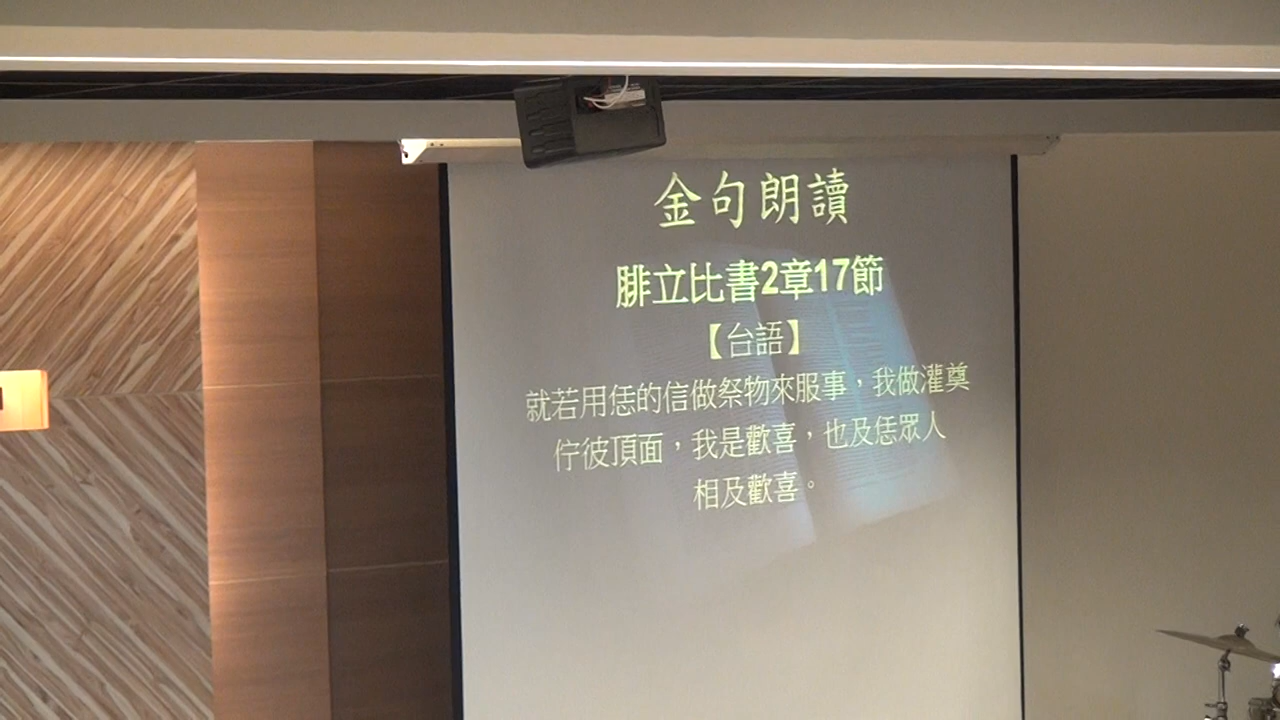 金句朗讀
腓立比書2章17節
【台語】
就若用恁的信做祭物來服事，我做灌奠
佇彼頂面，我是歡喜，也及恁眾人
相及歡喜。